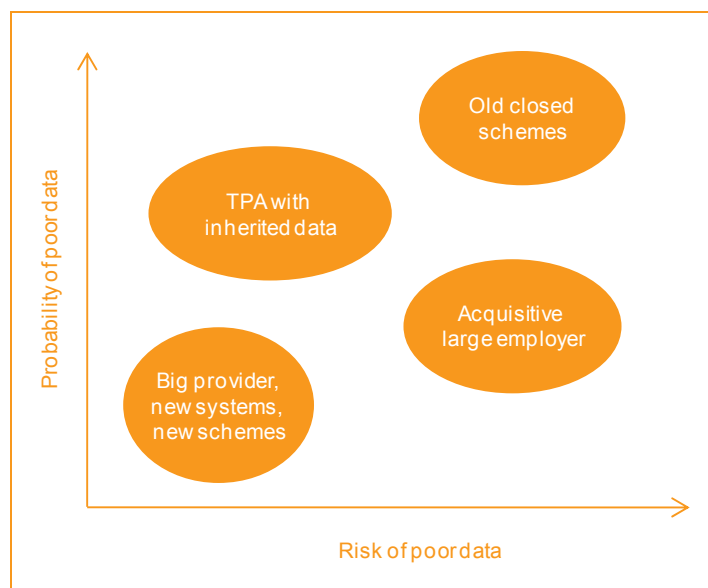 Old closed
schemes
TPA with
inherited data
Acquisitive
large employer
Big provider,
new systems,
new schemes
Probability of poor data
Risk of poor data